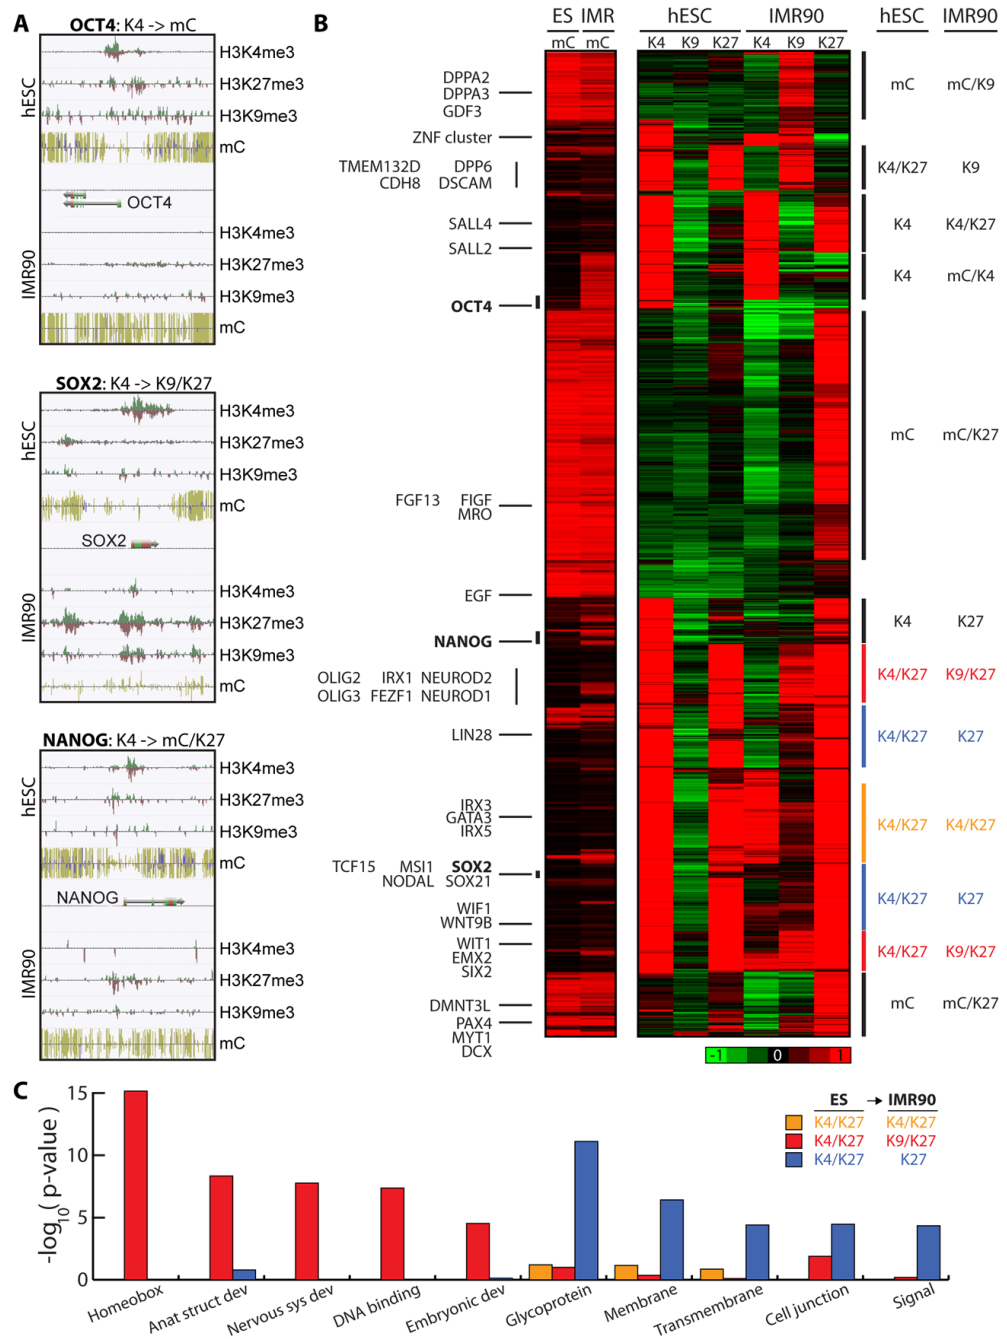 A
OCT4: K4 -> mC
hESC
H3K4me3
H3K27me3
H3K9me3
mC
OCT4
IMR90
H3K4me3
H3K27me3
H3K9me3
mC
SOX2: K4 -> K9/K27
hESC
H3K4me3
H3K27me3
H3K9me3
mC
SOX2
IMR90
H3K4me3
H3K27me3
H3K9me3
mC
NANOG: K4 -> mC/K27
hESC
H3K4me3
H3K27me3
H3K9me3
mC
NANOG
IMR90
H3K4me3
H3K27me3
H3K9me3
mC
B
ES IMR hESC IMR90 hESC IMR90
mC mC K4 K9 K27 K4 K9 K27
DPPA2
DPPA3
GDF3
ZNF cluster
TMEM132D DPP6
CDH8 DSCAM
SALL4
SALL2
OCT4
FGF13 FIGF
MRO
EGF
NANOG
OLIG2 IRX1 NEUROD2
OLIG3 FEZF1 NEUROD1
LIN28
IRX3
GATA3
IRX5
TCF15 MSI1 SOX2
NODAL SOX21
WIF1
WNT9B
WIT1
EMX2
SIX2
DMNT3L
PAX4
MYT1
DCX
mC mC/K9
K4/K27 K9
K4 K4/K27
K4 mC/K4
mC mC/K27
K4 K27
K4/K27 K9/K27
K4/K27 K27
K4/K27 K4/K27
K4/K27 K27
K4/K27 K9/K27
mC mC/K27
-1 0 1
C
-log10( p-value )
15
10
5
0
ES → IMR90
K4/K27 K4/K27
K4/K27 K9/K27
K4/K27 K27
Homeobox
Anat struct dev
Nervous sys dev
DNA binding
Embryonic dev
Glycoprotein
Membrane
Transmembrane
Cell junction
Signal